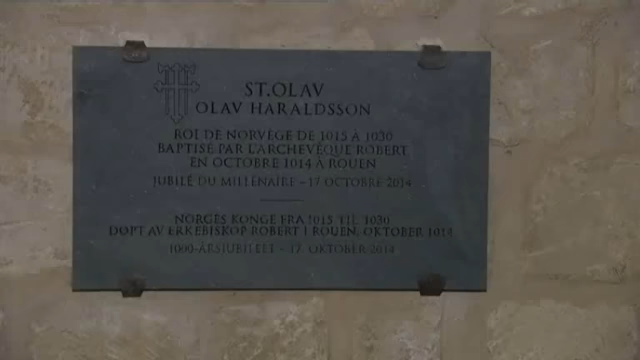 ST.OLAV
OLAV HARALDSSON
ROI DE NORVÈGE DE 1015 À 1030
BAPTISÉ PAR L'ARCHEVÊQUE ROBERT
EN OCTOBRE 1014 À ROUEN
JUBILÉ DU MILLÉNAIRE - 17 OCTOBRE 2014
NORGES KONGE FRA 1015 TIL 1030
DØPT AV ERKEBISKOP ROBERT I ROUEN, OKTOBER 1014
1000-ÅRSJUBILEET - 17. OKTOBER 2014